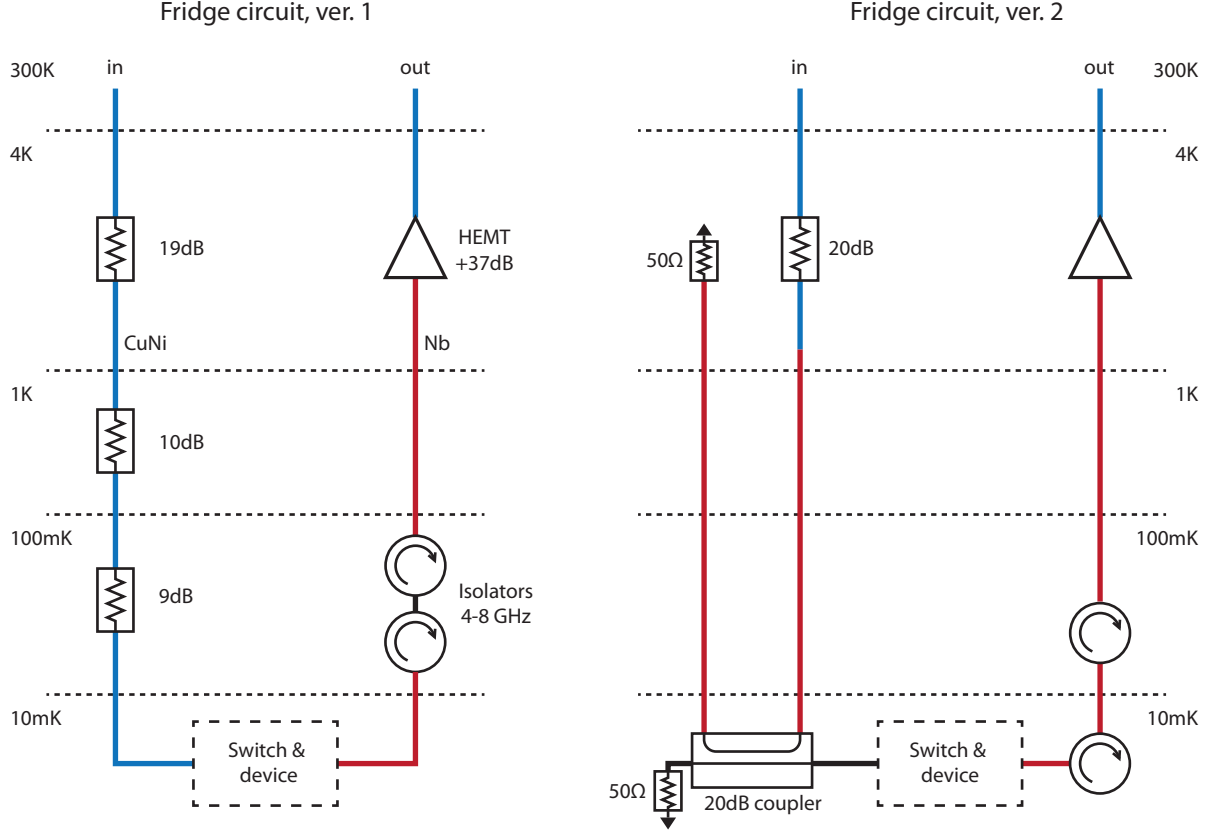 Fridge circuit, ver. 1
Fridge circuit, ver. 2
300K
in
out
in
out
300K
4K
4K
19dB
HEMT
+37dB
50Ω
20dB
CuNi
Nb
1K
1K
10dB
100mK
100mK
9dB
Isolators
4-8 GHz
10mK
10mK
Switch &
device
Switch &
device
50Ω
20dB coupler